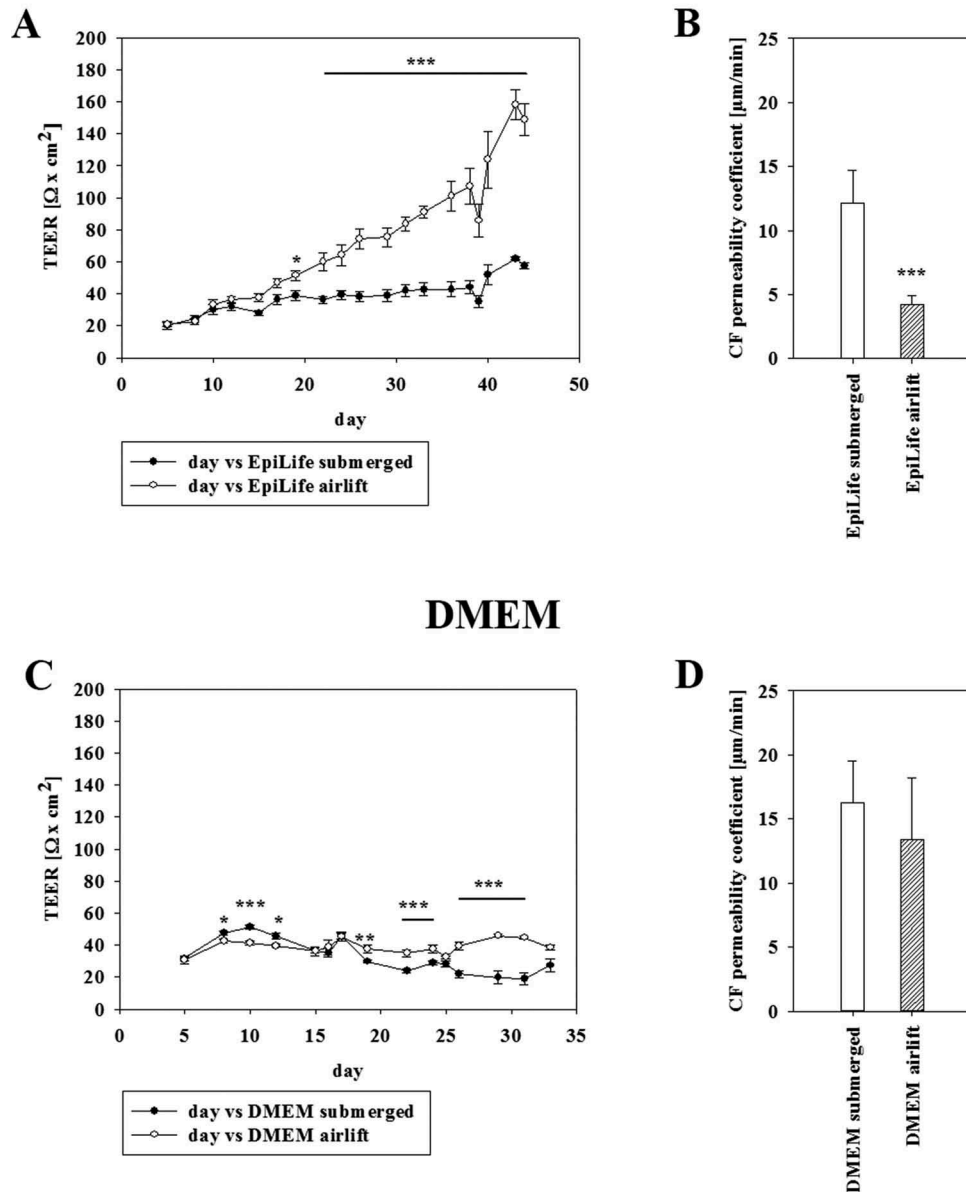 A
TEER [Ω x cm²]
200
180
160
140
120
100
80
60
40
20
0
***
*
0 10 20 30 40 50
day
day vs EpiLife submerged
day vs EpiLife airlift
B
CF permeability coefficient [µm/min]
25
20
15
10
5
0
***
EpiLife submerged
EpiLife airlift
DMEM
C
TEER [Ω x cm²]
200
180
160
140
120
100
80
60
40
20
0
* *** * ** *** ***
0 5 10 15 20 25 30 35
day
day vs DMEM submerged
day vs DMEM airlift
D
CF permeability coefficient [µm/min]
25
20
15
10
5
0
DMEM submerged
DMEM airlift